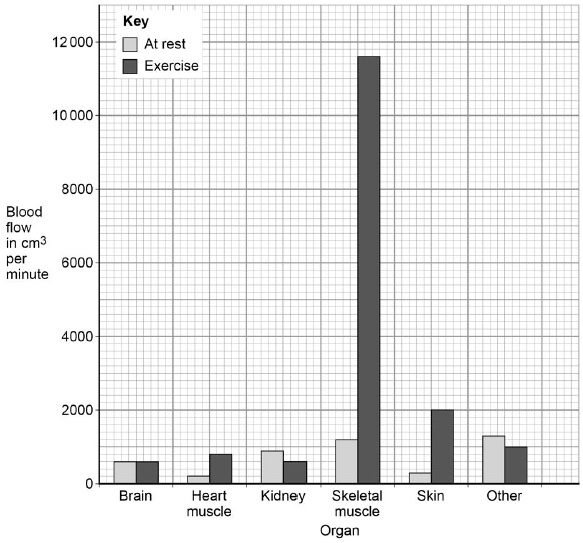 Key
At rest
Exercise
12 000
10 000
8000
6000
4000
2000
0
Blood
flow
in cm³
per
minute
Brain
Heart
muscle
Kidney
Skeletal
muscle
Skin
Other
Organ